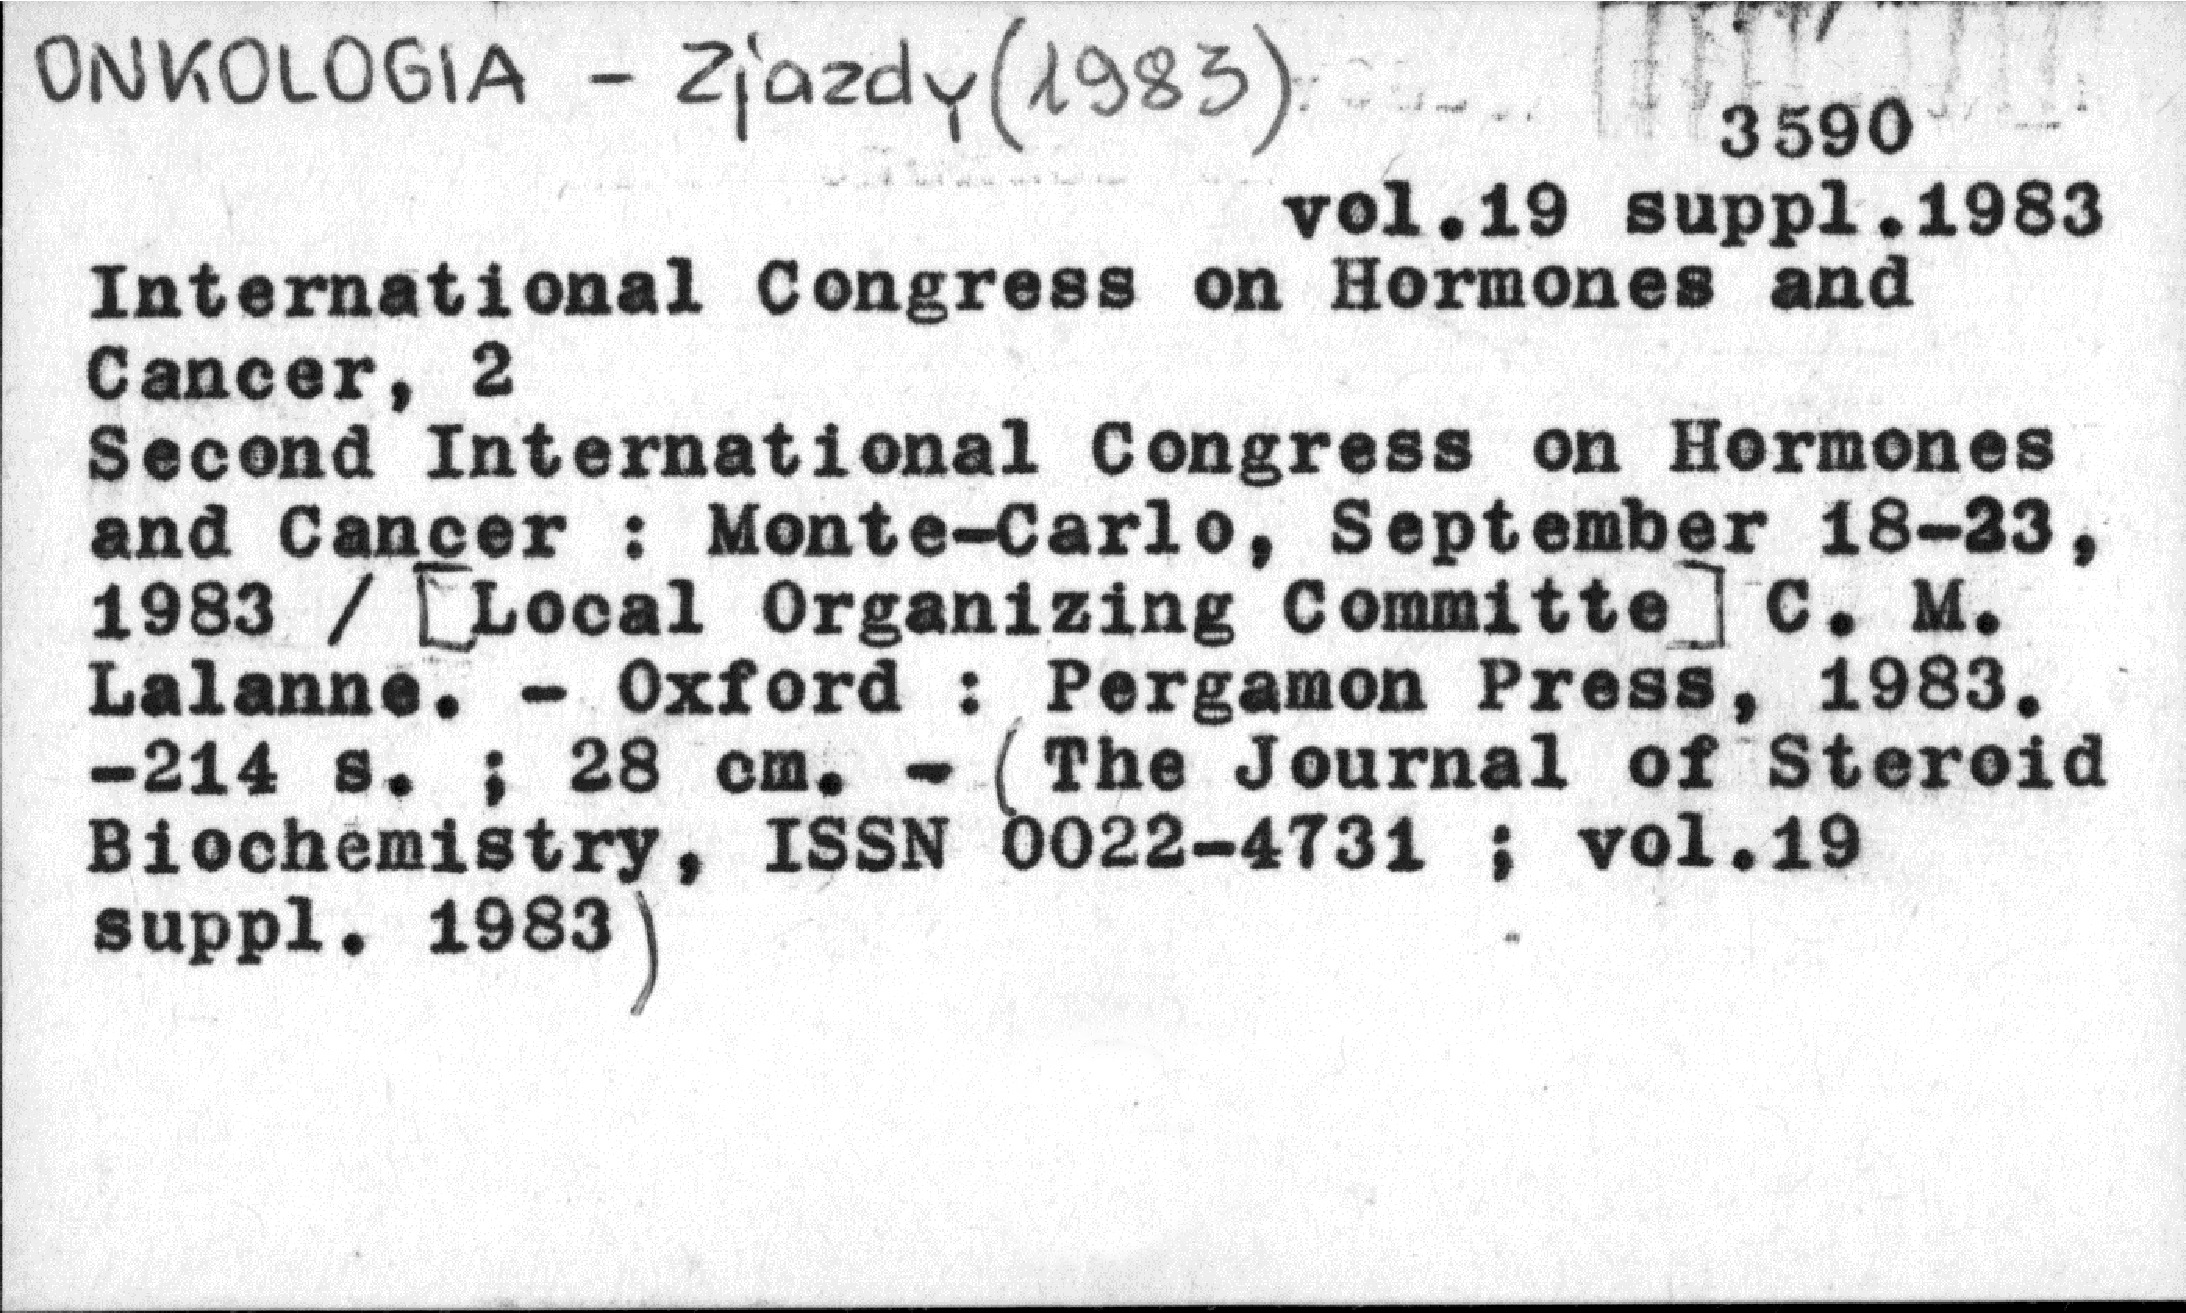 ONKOLOGIA - Zjazdy (1983)
3590
vol.19 suppl.1983
International Congress on Hormones and
Cancer, 2
Second International Congress on Hormones
and Cancer : Monte-Carlo, September 18-23,
1983 / [Local Organizing Committe] C. M.
Lalanne. - Oxford : Pergamon Press, 1983.
-214 s. ; 28 cm. - (The Journal of Steroid
Biochemistry, ISSN 0022-4731 ; vol.19
suppl. 1983)